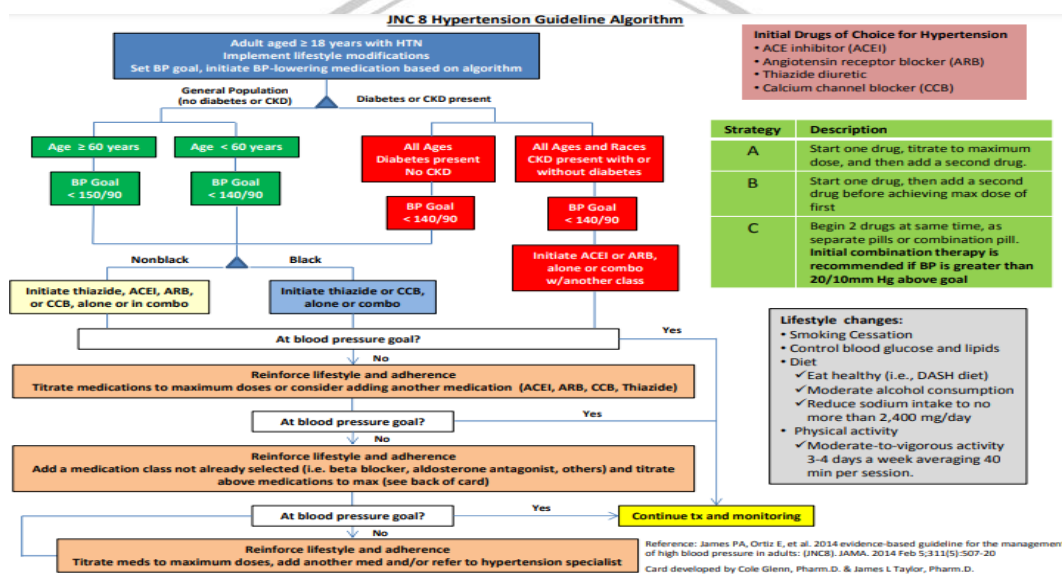 JNC 8 Hypertension Guideline Algorithm
Adult aged ≥ 18 years with HTN
Implement lifestyle modifications
Set BP goal, initiate BP-lowering medication based on algorithm
General Population
(no diabetes or CKD)
Diabetes or CKD present
Age ≥ 60 years
Age < 60 years
All Ages
Diabetes present
No CKD
All Ages and Races
CKD present with or
without diabetes
BP Goal
< 150/90
BP Goal
< 140/90
BP Goal
< 140/90
BP Goal
< 140/90
Nonblack
Black
Initiate thiazide, ACEI, ARB,
or CCB, alone or in combo
Initiate thiazide or CCB,
alone or combo
Initiate ACEI or ARB,
alone or combo
w/another class
At blood pressure goal?
Yes
No
Reinforce lifestyle and adherence
Titrate medications to maximum doses or consider adding another medication (ACEI, ARB, CCB, Thiazide)
At blood pressure goal?
Yes
No
Reinforce lifestyle and adherence
Add a medication class not already selected (i.e. beta blocker, aldosterone antagonist, others) and titrate
above medications to max (see back of card)
At blood pressure goal?
Yes
Continue tx and monitoring
No
Reinforce lifestyle and adherence
Titrate meds to maximum doses, add another med and/or refer to hypertension specialist
Initial Drugs of Choice for Hypertension
• ACE inhibitor (ACEI)
• Angiotensin receptor blocker (ARB)
• Thiazide diuretic
• Calcium channel blocker (CCB)
Strategy Description
A Start one drug, titrate to maximum
dose, and then add a second drug.
B Start one drug, then add a second
drug before achieving max dose of
first
C Begin 2 drugs at same time, as
separate pills or combination pill.
Initial combination therapy is
recommended if BP is greater than
20/10mm Hg above goal
Lifestyle changes:
• Smoking Cessation
• Control blood glucose and lipids
• Diet
✓Eat healthy (i.e., DASH diet)
✓Moderate alcohol consumption
✓Reduce sodium intake to no
more than 2,400 mg/day
• Physical activity
✓Moderate-to-vigorous activity
3-4 days a week averaging 40
min per session.
Reference: James PA, Ortiz E, et al. 2014 evidence-based guideline for the management
of high blood pressure in adults: (JNC8). JAMA. 2014 Feb 5;311(5):507-20
Card developed by Cole Glenn, Pharm.D. & James L Taylor, Pharm.D.